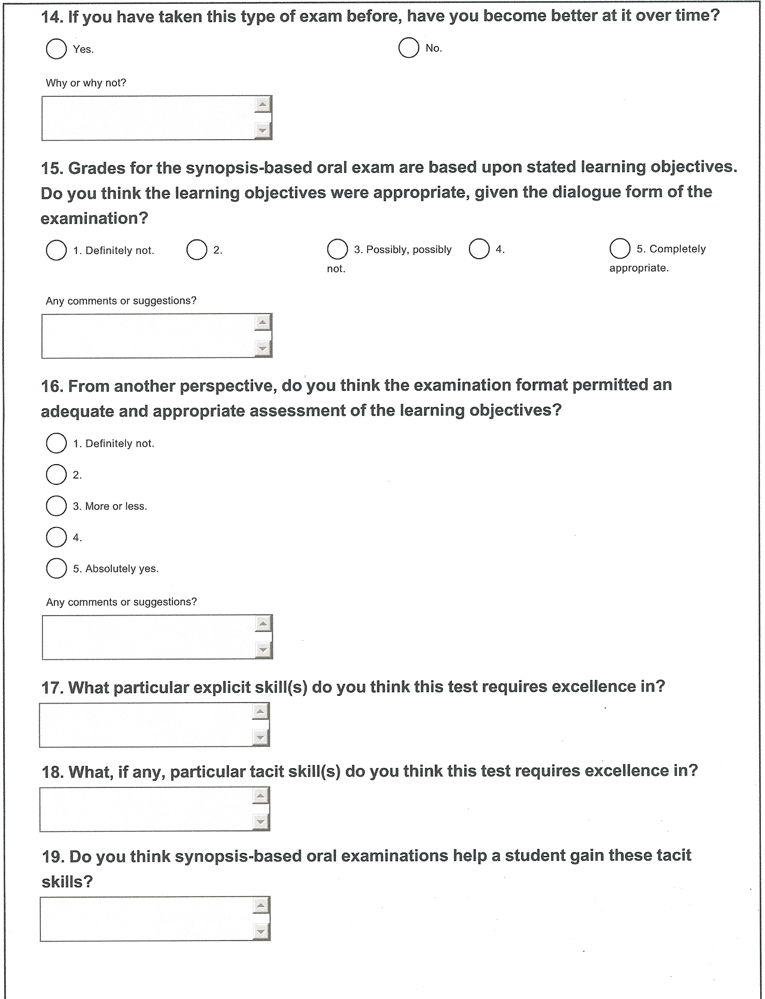 14. If you have taken this type of exam before, have you become better at it over time?
Yes. No.
Why or why not?
15. Grades for the synopsis-based oral exam are based upon stated learning objectives.
Do you think the learning objectives were appropriate, given the dialogue form of the
examination?
1. Definitely not. 2. 3. Possibly, possibly 4. 5. Completely
not. appropriate.
Any comments or suggestions?
16. From another perspective, do you think the examination format permitted an
adequate and appropriate assessment of the learning objectives?
1. Definitely not.
2.
3. More or less.
4.
5. Absolutely yes.
Any comments or suggestions?
17. What particular explicit skill(s) do you think this test requires excellence in?
18. What, if any, particular tacit skill(s) do you think this test requires excellence in?
19. Do you think synopsis-based oral examinations help a student gain these tacit
skills?